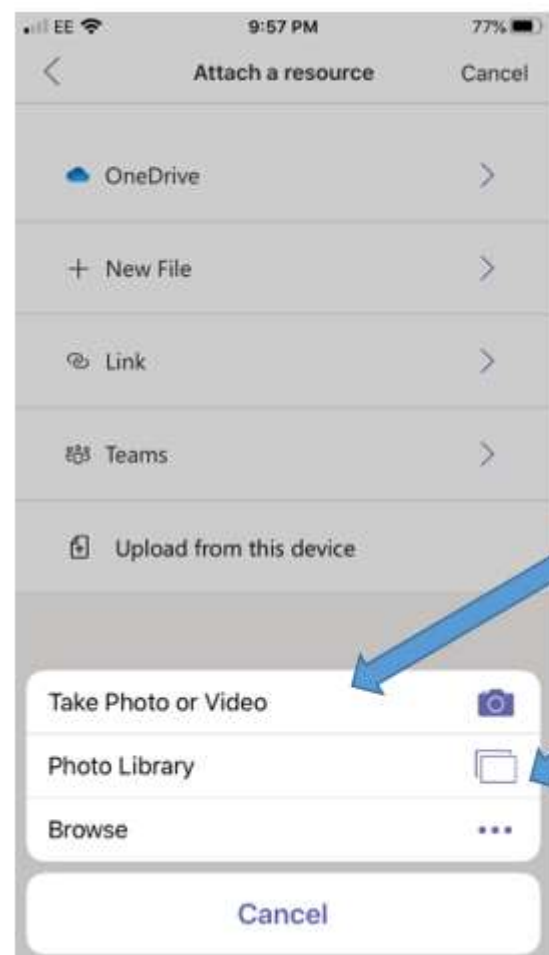 EE 9:57 PM 77%
Attach a resource Cancel
OneDrive
New File
Link
Teams
Upload from this device
Take Photo or Video
Photo Library
Browse
Cancel